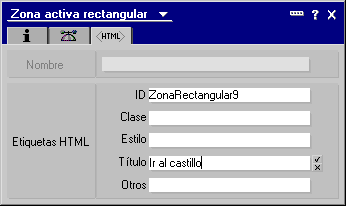 Zona activa rectangular
HTML
Nombre
ID ZonaRectangular9
Clase
Estilo
Etiquetas HTML
Título Ir al castillo
Otros